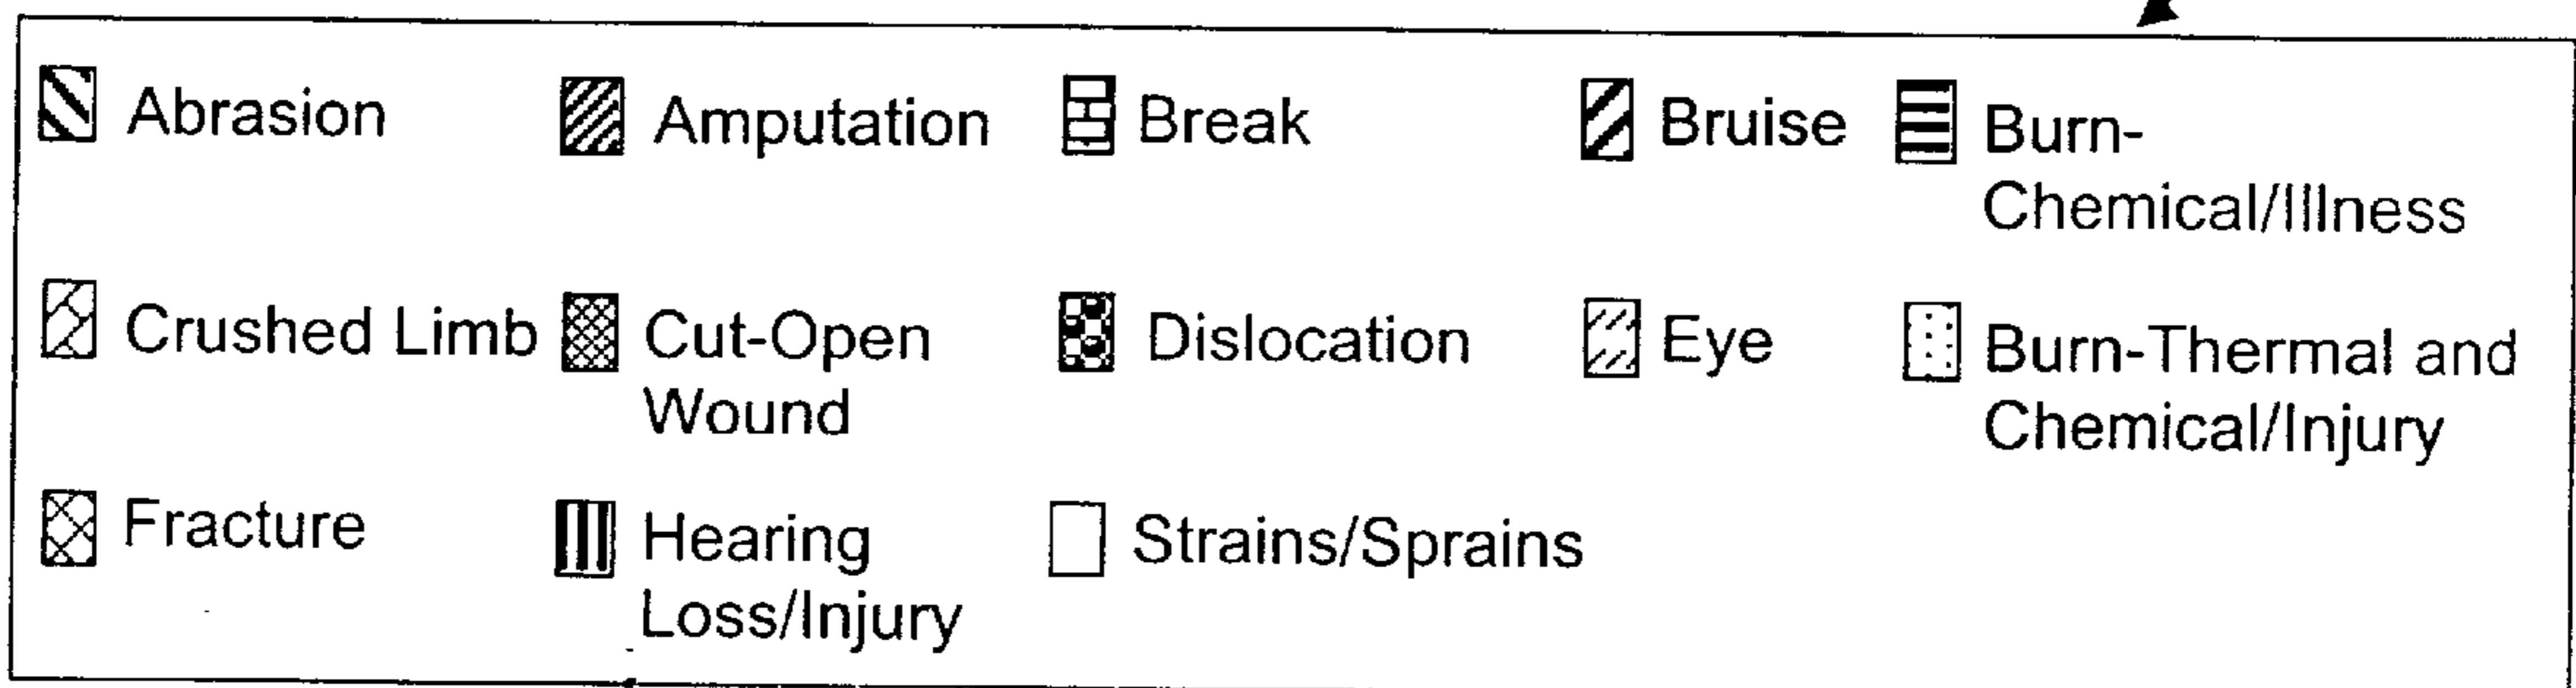 Abrasion Amputation Break Bruise Burn-
Chemical/Illness
Crushed Limb Cut-Open Dislocation Eye Burn-Thermal and
Wound Chemical/Injury
Fracture Hearing Strains/Sprains
Loss/Injury